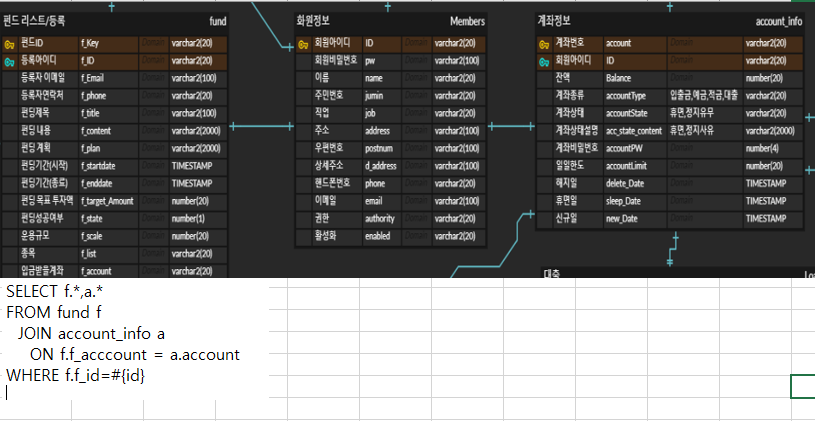 펀드 리스트/등록 fund
펀드ID f_Key Domain varchar2(20)
등록아이디 f_ID Domain varchar2(20)
등록자 이메일 f_Email Domain varchar2(100)
등록자연락처 f_phone Domain varchar2(20)
펀딩제목 f_title Domain varchar2(100)
펀딩 내용 f_content Domain varchar2(2000)
펀딩 계획 f_plan Domain varchar2(2000)
펀딩기간(시작) f_startdate Domain TIMESTAMP
펀딩기간(종료) f_enddate Domain TIMESTAMP
펀딩 목표 투자액 f_target_Amount Domain number(20)
펀딩성공여부 f_state Domain number(1)
운용규모 f_scale Domain number(20)
종목 f_list Domain varchar2(20)
입금받을계좌 f_account Domain varchar2(20)
회원정보 Members
회원아이디 ID Domain varchar2(20)
회원비밀번호 pw Domain varchar2(100)
이름 name Domain varchar2(20)
주민번호 jumin Domain varchar2(20)
직업 job Domain varchar2(20)
주소 address Domain varchar2(100)
우편번호 postnum Domain varchar2(100)
상세주소 d_address Domain varchar2(100)
핸드폰번호 phone Domain varchar2(20)
이메일 email Domain varchar2(100)
권한 authority Domain varchar2(20)
활성화 enabled Domain varchar2(20)
계좌정보 account_info
계좌번호 account Domain varchar2(20)
회원아이디 ID Domain varchar2(20)
잔액 Balance Domain number(20)
계좌종류 accountType 입출금,예금,적금,대출 varchar2(20)
계좌상태 accountState 휴면,정지유무 varchar2(20)
계좌상태설명 acc_state_content 휴면,정지사유 varchar2(2000)
계좌비밀번호 accountPW Domain number(4)
일일한도 accountLimit Domain number(20)
해지일 delete_Date Domain TIMESTAMP
휴면일 sleep_Date Domain TIMESTAMP
신규일 new_Date Domain TIMESTAMP
대출
SELECT f.*,a.*
FROM fund f
JOIN account_info a
ON f.f_acccount = a.account
WHERE f.f_id=#{id}